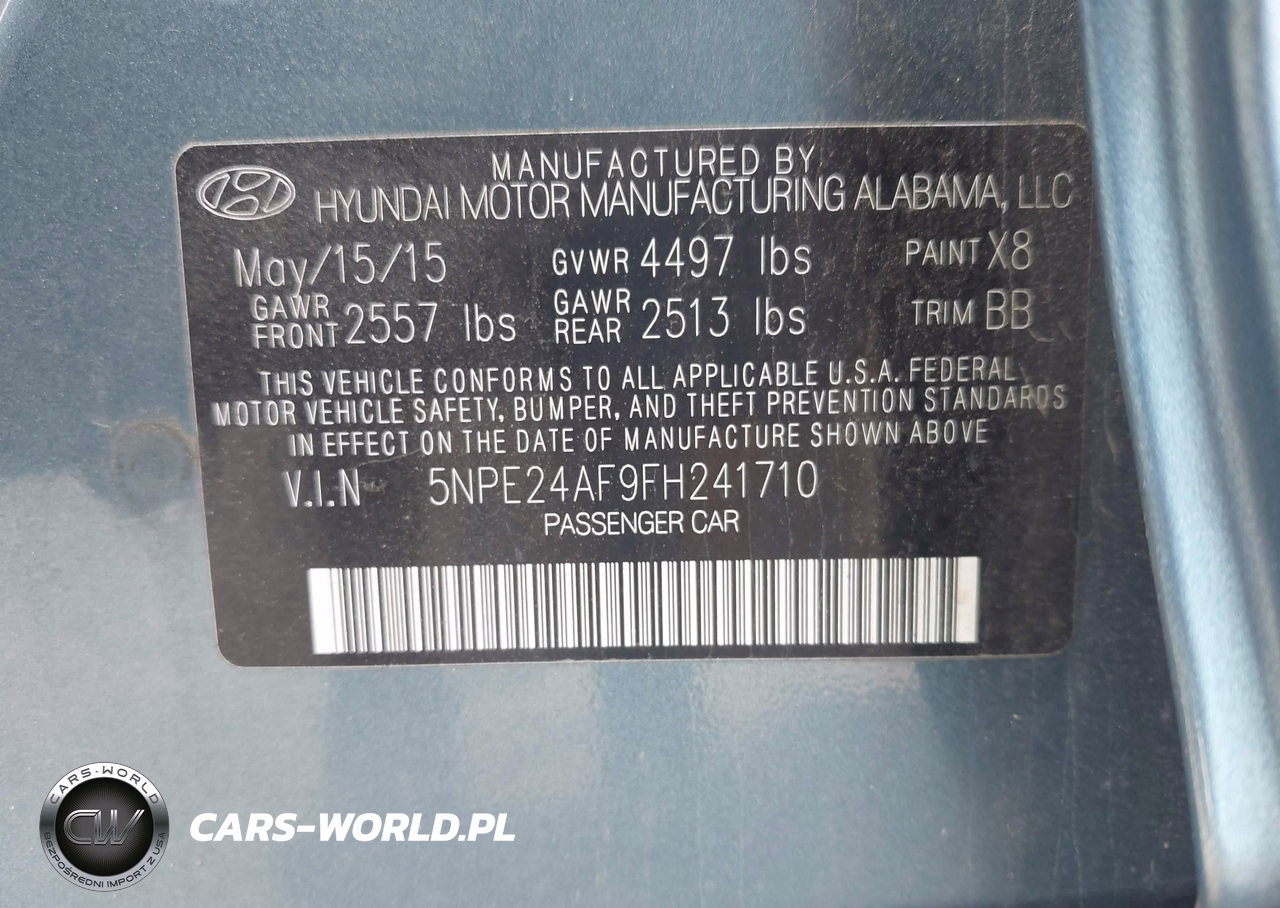 MANUFACTURED BY
HYUNDAI MOTOR MANUFACTURING ALABAMA, LLC
May/15/15 GVWR 4497 lbs PAINT X8
GAWR FRONT 2557 lbs GAWR REAR 2513 lbs TRIM BB
THIS VEHICLE CONFORMS TO ALL APPLICABLE U.S.A. FEDERAL
MOTOR VEHICLE SAFETY, BUMPER, AND THEFT PREVENTION STANDARDS
IN EFFECT ON THE DATE OF MANUFACTURE SHOWN ABOVE
V.I.N 5NPE24AF9FH241710
PASSENGER CAR
CARS-WORLD
CW
BEZPOŚREDNI IMPORT Z USA
CARS-WORLD.PL